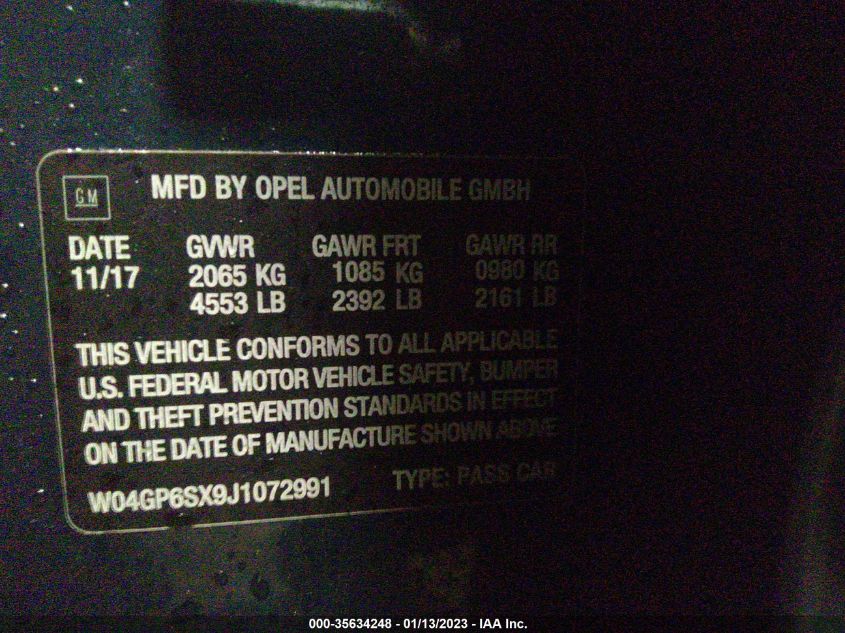 GM
MFD BY OPEL AUTOMOBILE GMBH
DATE GVWR GAWR FRT GAWR RR
11/17 2065 KG 1085 KG 0980 KG
4553 LB 2392 LB 2161 LB
THIS VEHICLE CONFORMS TO ALL APPLICABLE
U.S. FEDERAL MOTOR VEHICLE SAFETY, BUMPER
AND THEFT PREVENTION STANDARDS IN EFFECT
ON THE DATE OF MANUFACTURE SHOWN ABOVE
W04GP6SX9J1072991 TYPE: PASS CAR
000-35634248 - 01/13/2023 - IAA Inc.